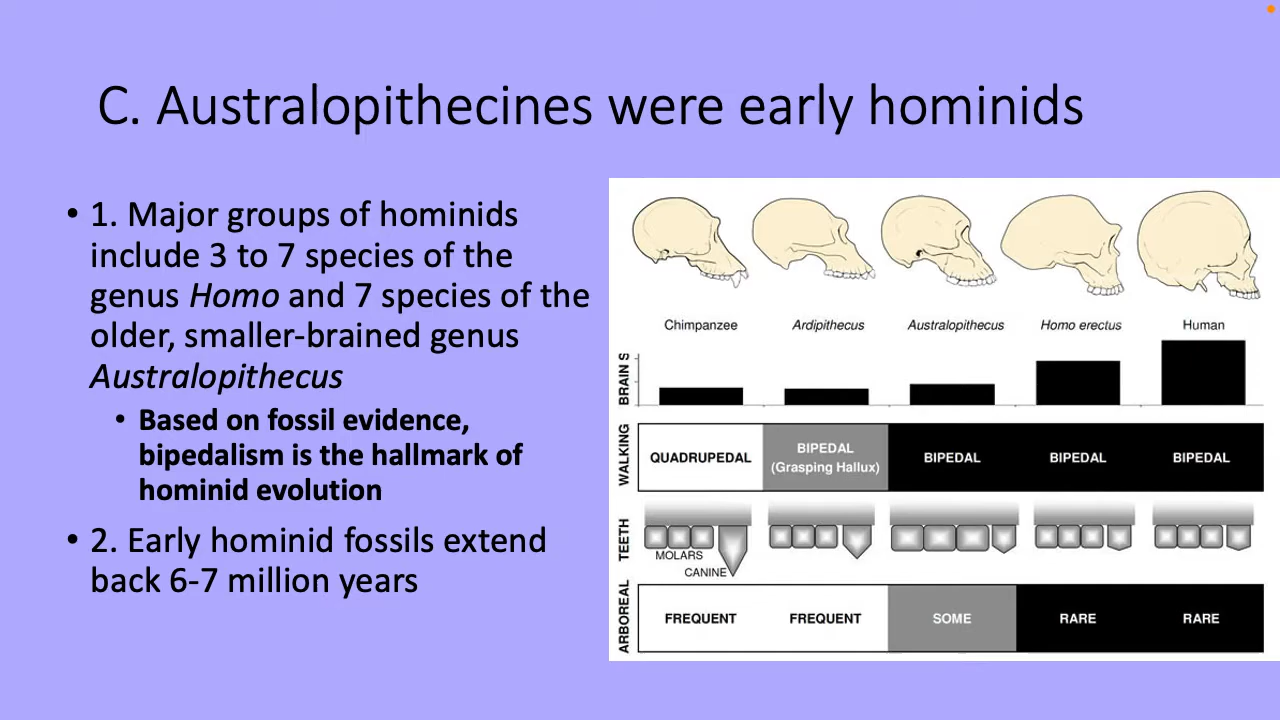 C. Australopithecines were early hominids
• 1. Major groups of hominids
include 3 to 7 species of the
genus Homo and 7 species of the
older, smaller-brained genus
Australopithecus
• Based on fossil evidence,
bipedalism is the hallmark of
hominid evolution
• 2. Early hominid fossils extend
back 6-7 million years
Chimpanzee Ardipithecus Australopithecus Homo erectus Human
BRAIN S
WALKING
QUADRUPEDAL BIPEDAL (Grasping Hallux) BIPEDAL BIPEDAL BIPEDAL
TEETH
MOLARS
CANINE
ARBOREAL
FREQUENT FREQUENT SOME RARE RARE